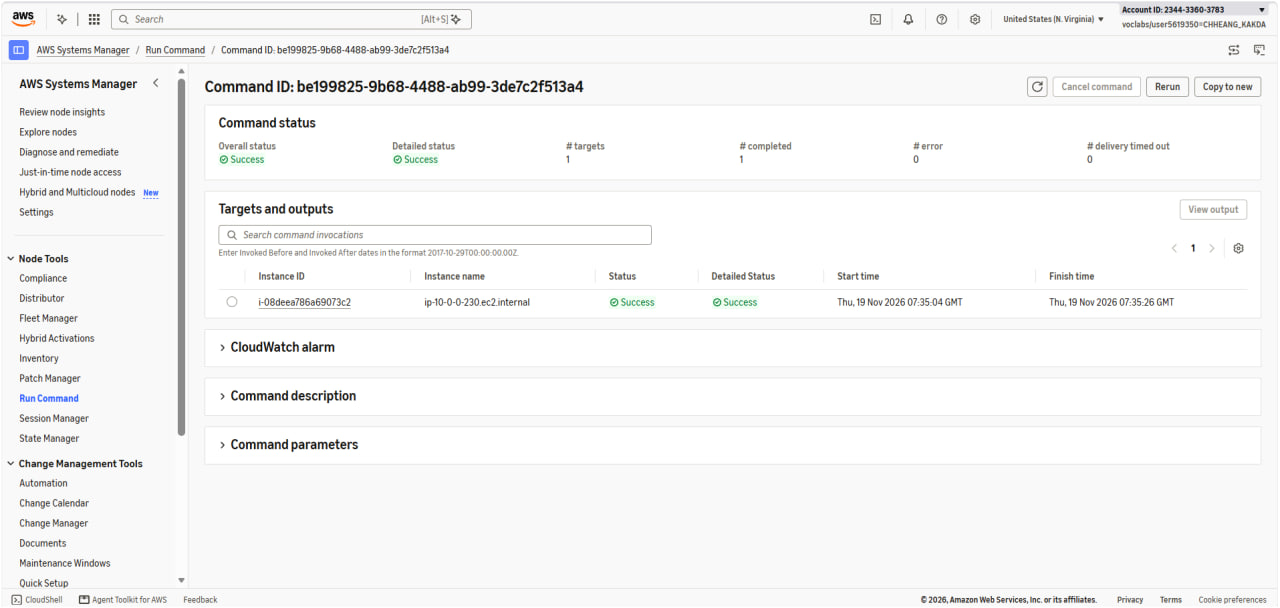 aws
Search [Alt+S]
United States (N. Virginia)
Account ID: 2344-3360-3783
voclabs/user5619350=CHHEANG_KAKDA
AWS Systems Manager / Run Command / Command ID: be199825-9b68-4488-ab99-3de7c2f513a4
AWS Systems Manager
Review node insights
Explore nodes
Diagnose and remediate
Just-in-time node access
Hybrid and Multicloud nodes New
Settings
Node Tools
Compliance
Distributor
Fleet Manager
Hybrid Activations
Inventory
Patch Manager
Run Command
Session Manager
State Manager
Change Management Tools
Automation
Change Calendar
Change Manager
Documents
Maintenance Windows
Quick Setup
Command ID: be199825-9b68-4488-ab99-3de7c2f513a4
Cancel command Rerun Copy to new
Command status
Overall status Detailed status # targets # completed # error # delivery timed out
Success Success 1 1 0 0
Targets and outputs
View output
Search command invocations
Enter Invoked Before and Invoked After dates in the format 2017-10-29T00:00:00.00Z.
1
Instance ID Instance name Status Detailed Status Start time Finish time
i-08deea786a69073c2 ip-10-0-0-230.ec2.internal Success Success Thu, 19 Nov 2026 07:35:04 GMT Thu, 19 Nov 2026 07:35:26 GMT
CloudWatch alarm
Command description
Command parameters
CloudShell Agent Toolkit for AWS Feedback
© 2026, Amazon Web Services, Inc. or its affiliates. Privacy Terms Cookie preferences